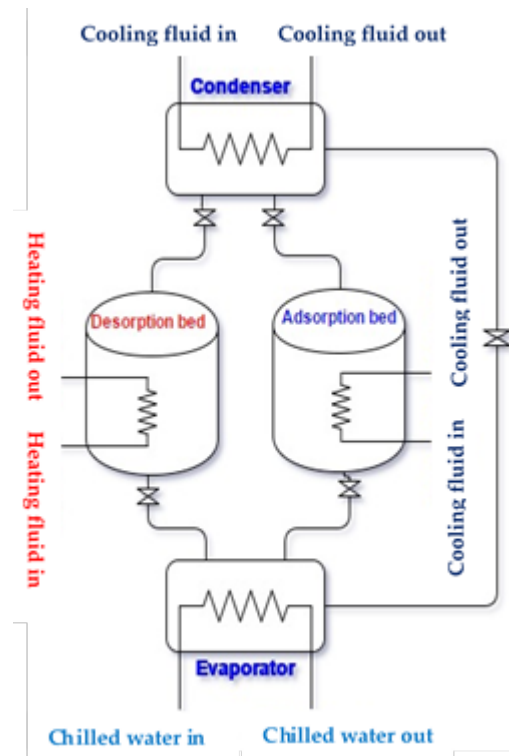 Cooling fluid in
Cooling fluid out
Condenser
Heating fluid out
Heating fluid in
Desorption bed
Adsorption bed
Cooling fluid out
Cooling fluid in
Evaporator
Chilled water in
Chilled water out